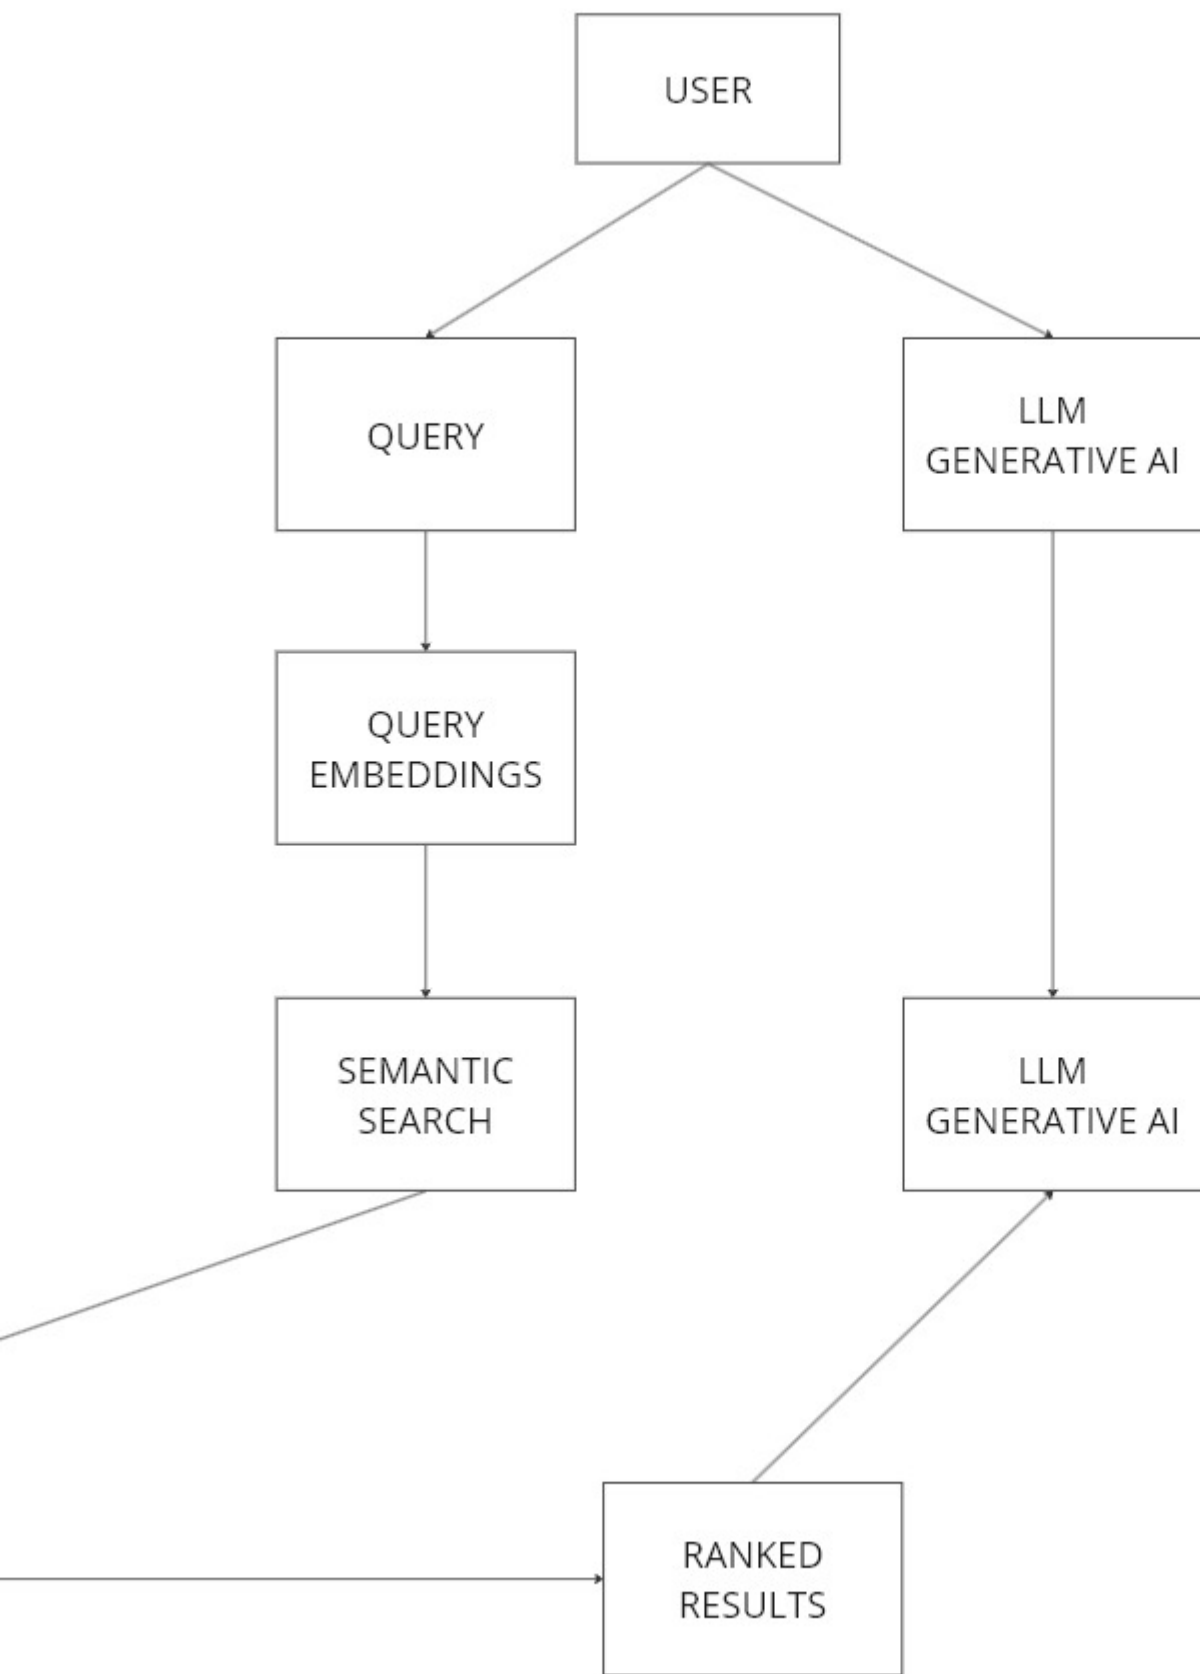 USER
QUERY
LLM
GENERATIVE AI
QUERY
EMBEDDINGS
SEMANTIC
SEARCH
LLM
GENERATIVE AI
RANKED
RESULTS